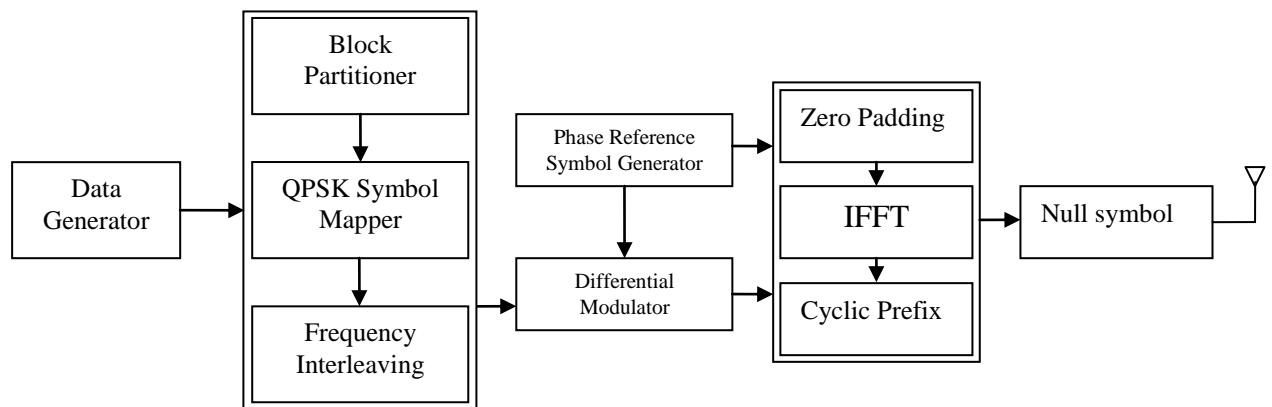 Data
Generator
Block
Partitioner
QPSK Symbol
Mapper
Frequency
Interleaving
Phase Reference
Symbol Generator
Differential
Modulator
Zero Padding
IFFT
Cyclic Prefix
Null symbol